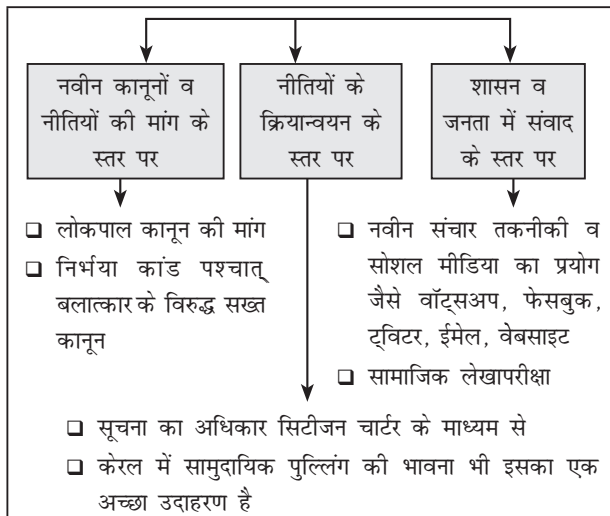 नवीन कानूनों व
नीतियों की मांग के
स्तर पर
नीतियों के
क्रियान्वयन के
स्तर पर
शासन व
जनता में संवाद
के स्तर पर
❑ लोकपाल कानून की मांग
❑ निर्भया कांड पश्चात्
बलात्कार के विरुद्ध सख्त
कानून
❑ नवीन संचार तकनीकी व
सोशल मीडिया का प्रयोग
जैसे वॉट्सअप, फेसबुक,
ट्विटर, ईमेल, वेबसाइट
❑ सामाजिक लेखापरीक्षा
❑ सूचना का अधिकार सिटीजन चार्टर के माध्यम से
❑ केरल में सामुदायिक पुल्लिंग की भावना भी इसका एक
अच्छा उदाहरण है